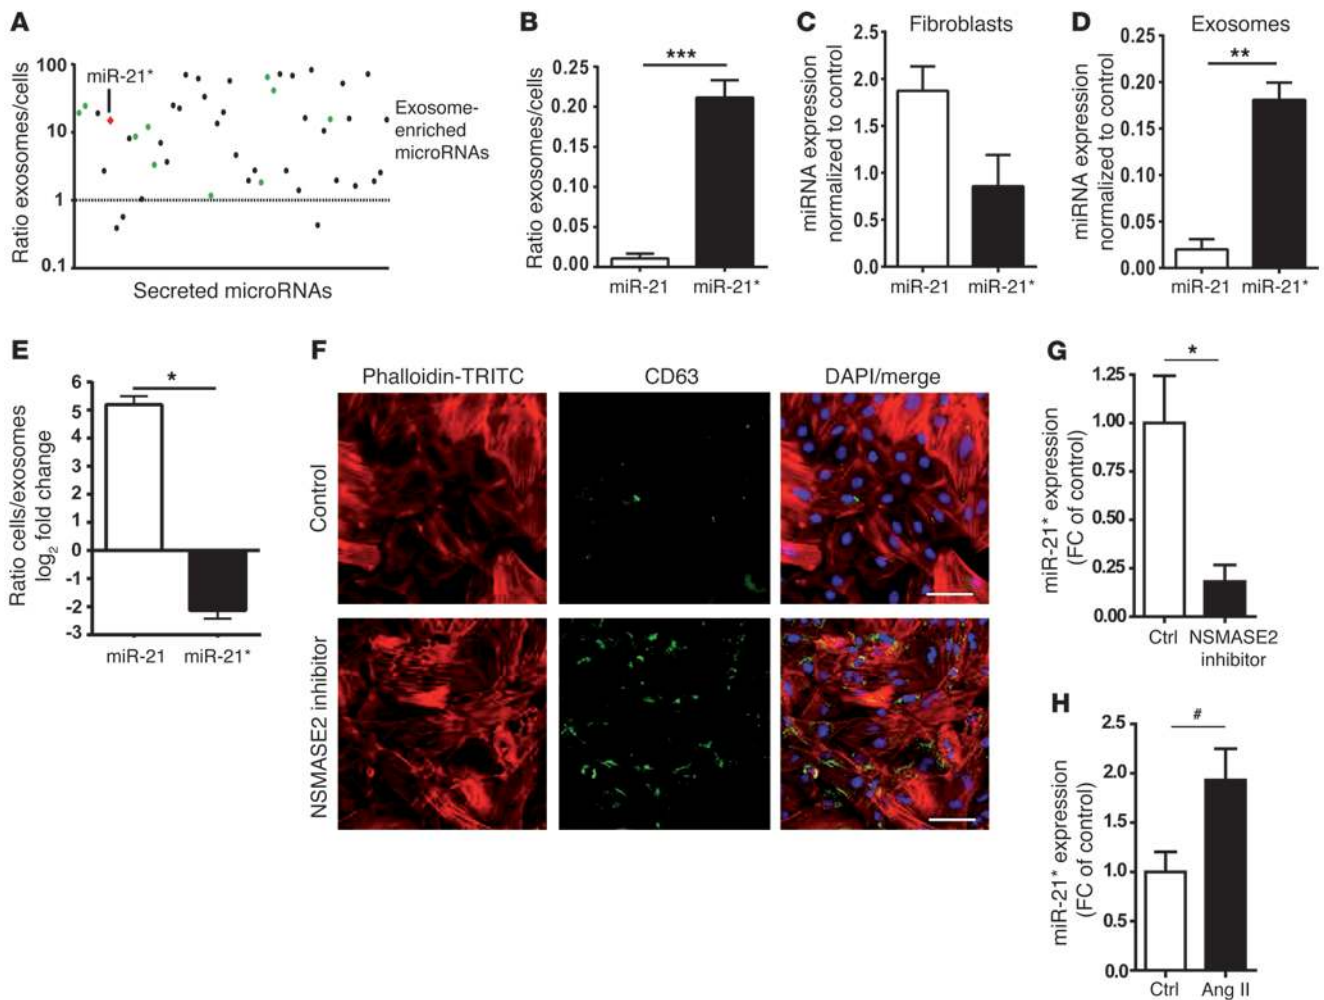 A
Ratio exosomes/cells
100
10
1
0.1
miR-21*
Exosome-
enriched
microRNAs
Secreted microRNAs
B
Ratio exosomes/cells
0.25
0.20
0.15
0.10
0.05
0.00
***
miR-21 miR-21*
C
Fibroblasts
miRNA expression
normalized to control
2.5
2.0
1.5
1.0
0.5
0.0
miR-21 miR-21*
D
Exosomes
miRNA expression
normalized to control
0.25
0.20
0.15
0.10
0.05
0.00
**
miR-21 miR-21*
E
Ratio cells/exosomes
log2 fold change
6
5
4
3
2
1
0
-1
-2
-3
*
miR-21 miR-21*
F
Phalloidin-TRITC CD63 DAPI/merge
Control
NSMASE2 inhibitor
G
miR-21* expression
(FC of control)
1.25
1.00
0.75
0.50
0.25
0.00
*
Ctrl NSMASE2
inhibitor
H
miR-21* expression
(FC of control)
2.5
2.0
1.5
1.0
0.5
0.0
#
Ctrl Ang II